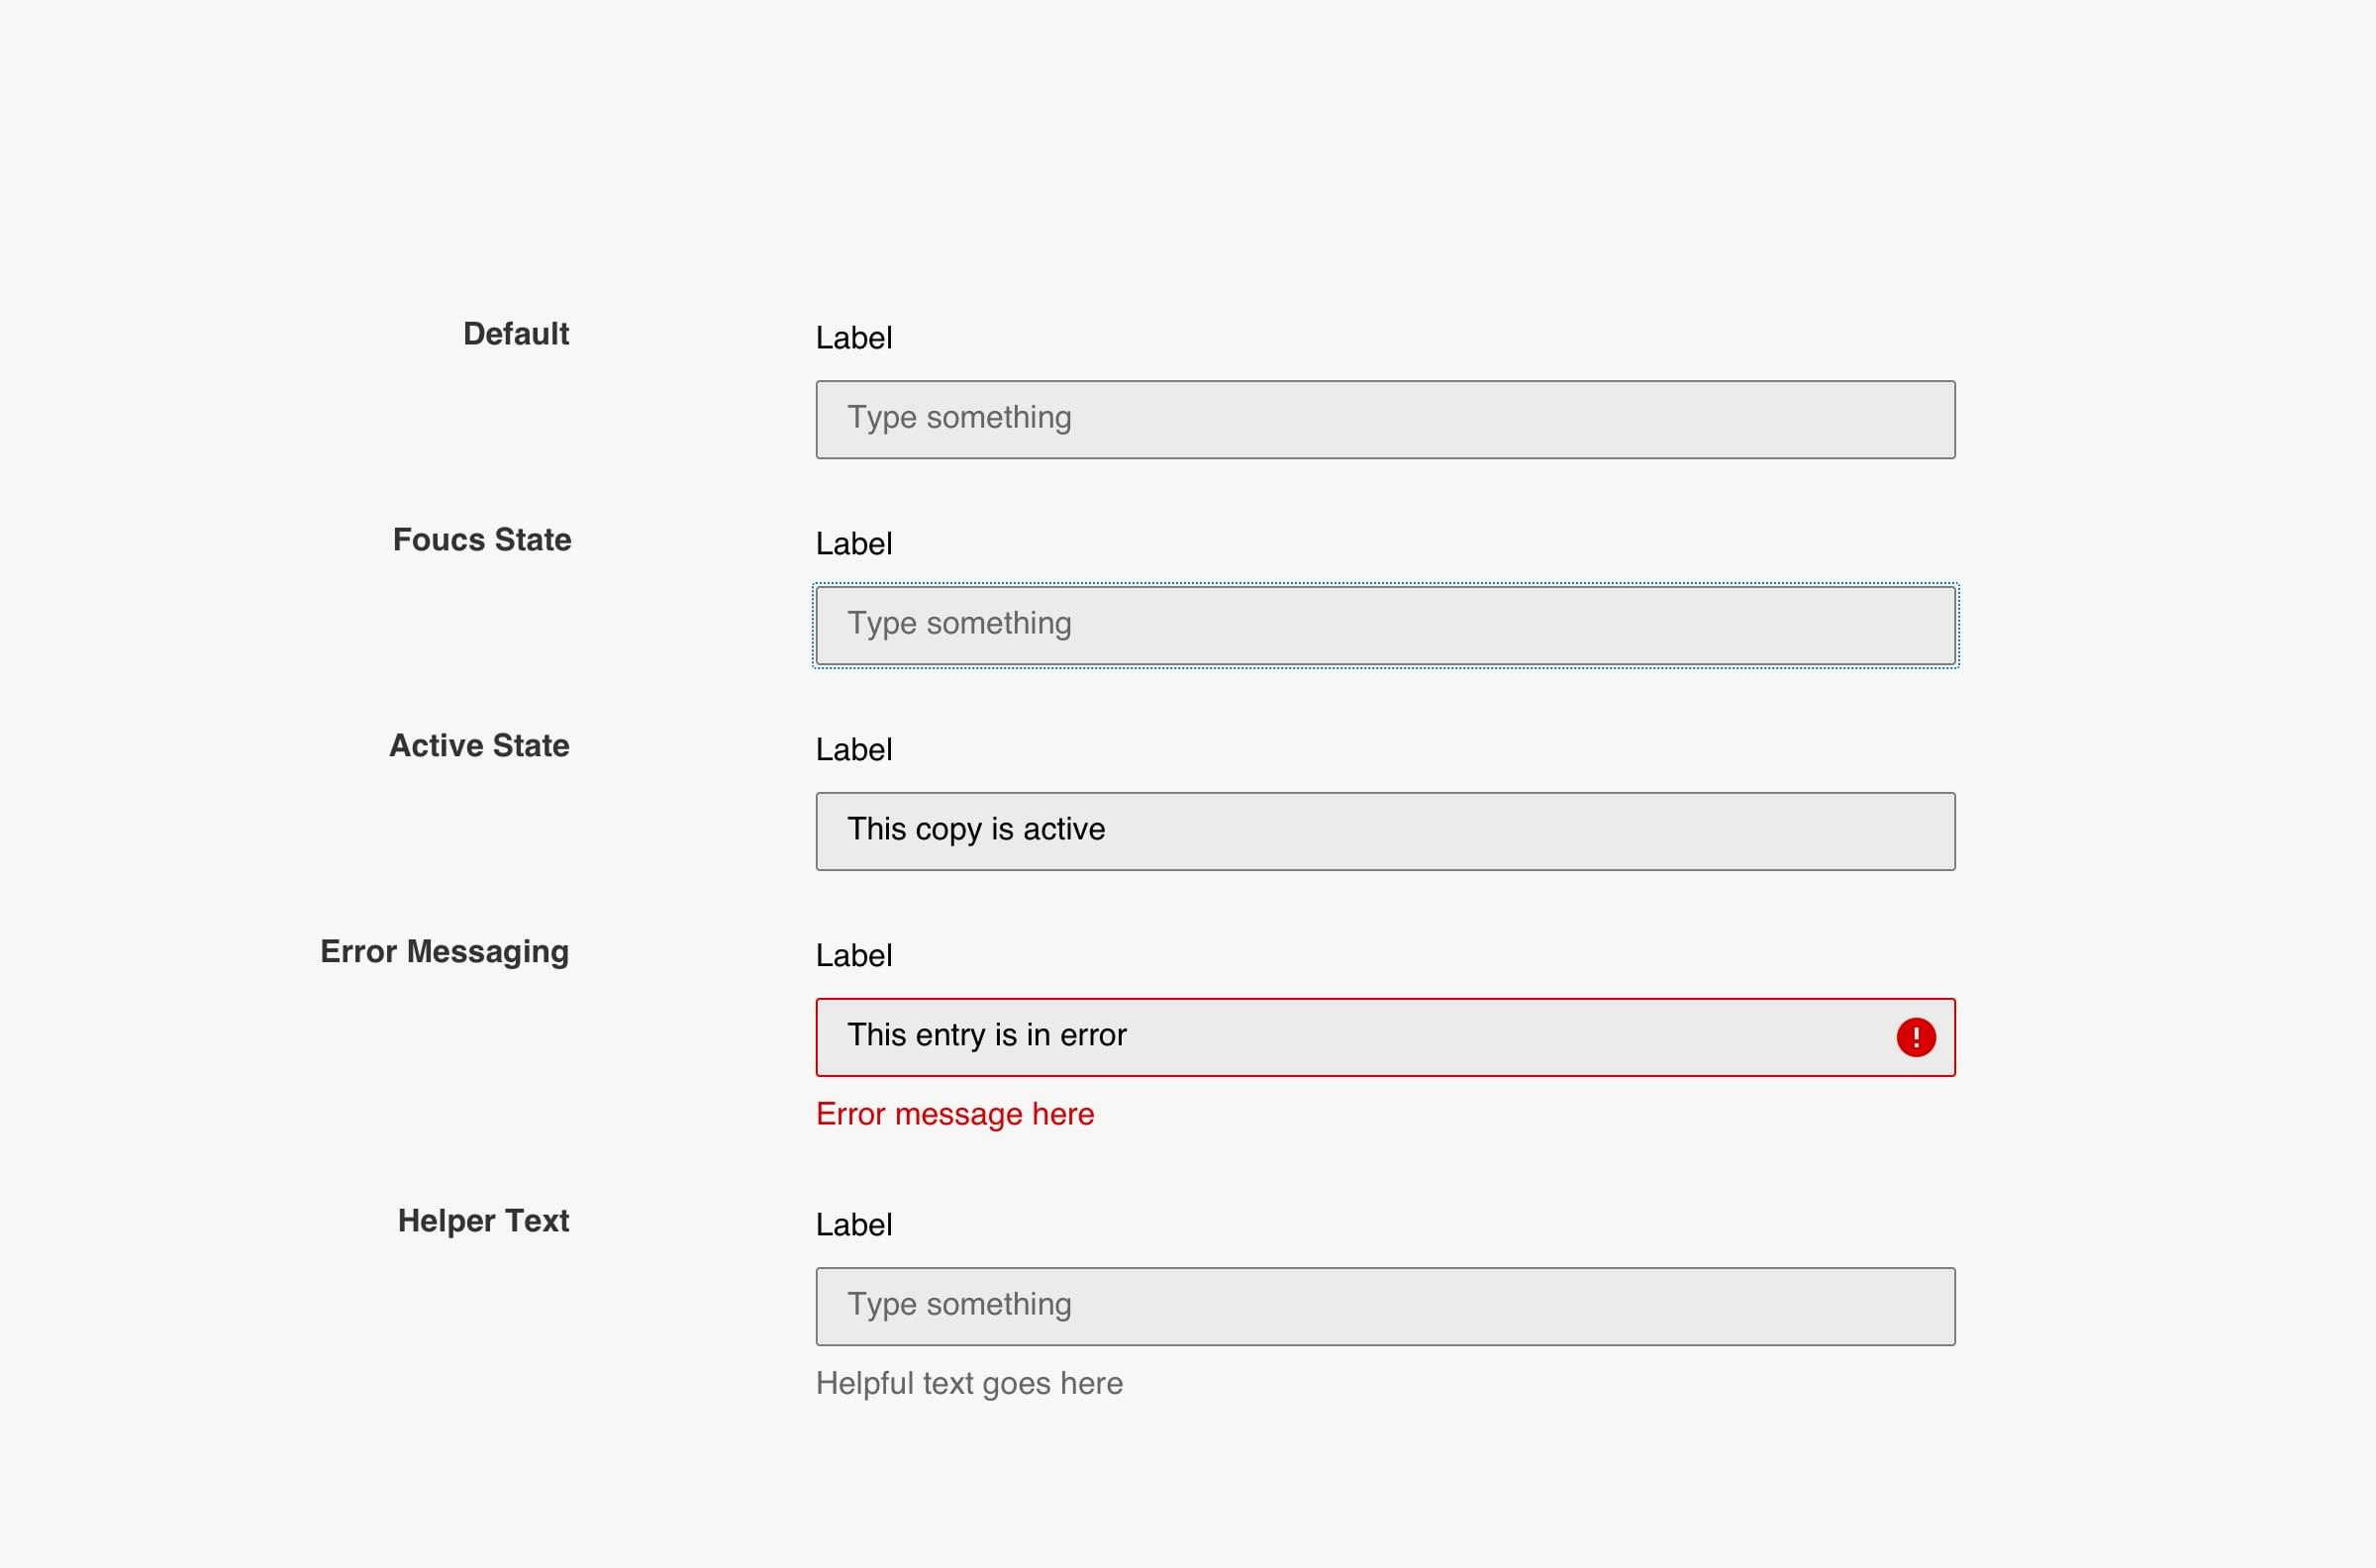 Default
Label
Type something
Foucs State
Label
Type something
Active State
Label
This copy is active
Error Messaging
Label
This entry is in error
!
Error message here
Helper Text
Label
Type something
Helpful text goes here